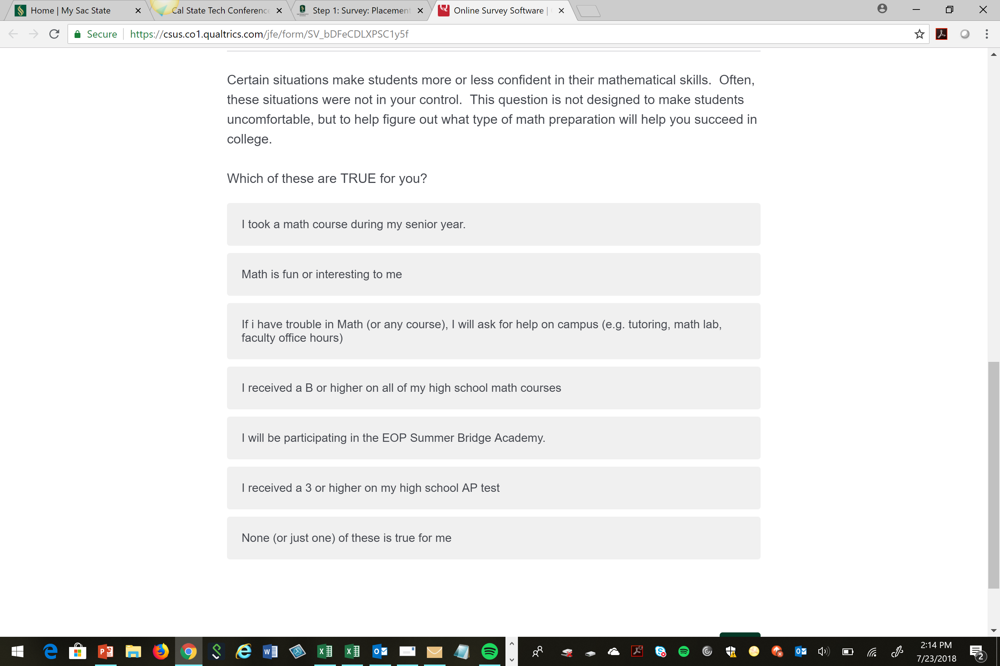 Home | My Sac State
Cal State Tech Conference
Step 1: Survey: Placement
Online Survey Software |
Secure https://csus.co1.qualtrics.com/jfe/form/SV_bDFeCDLXPSC1y5f
Certain situations make students more or less confident in their mathematical skills.  Often,
these situations were not in your control.  This question is not designed to make students
uncomfortable, but to help figure out what type of math preparation will help you succeed in
college.
Which of these are TRUE for you?
I took a math course during my senior year.
Math is fun or interesting to me
If i have trouble in Math (or any course), I will ask for help on campus (e.g. tutoring, math lab,
faculty office hours)
I received a B or higher on all of my high school math courses
I will be participating in the EOP Summer Bridge Academy.
I received a 3 or higher on my high school AP test
None (or just one) of these is true for me
2:14 PM
7/23/2018
2